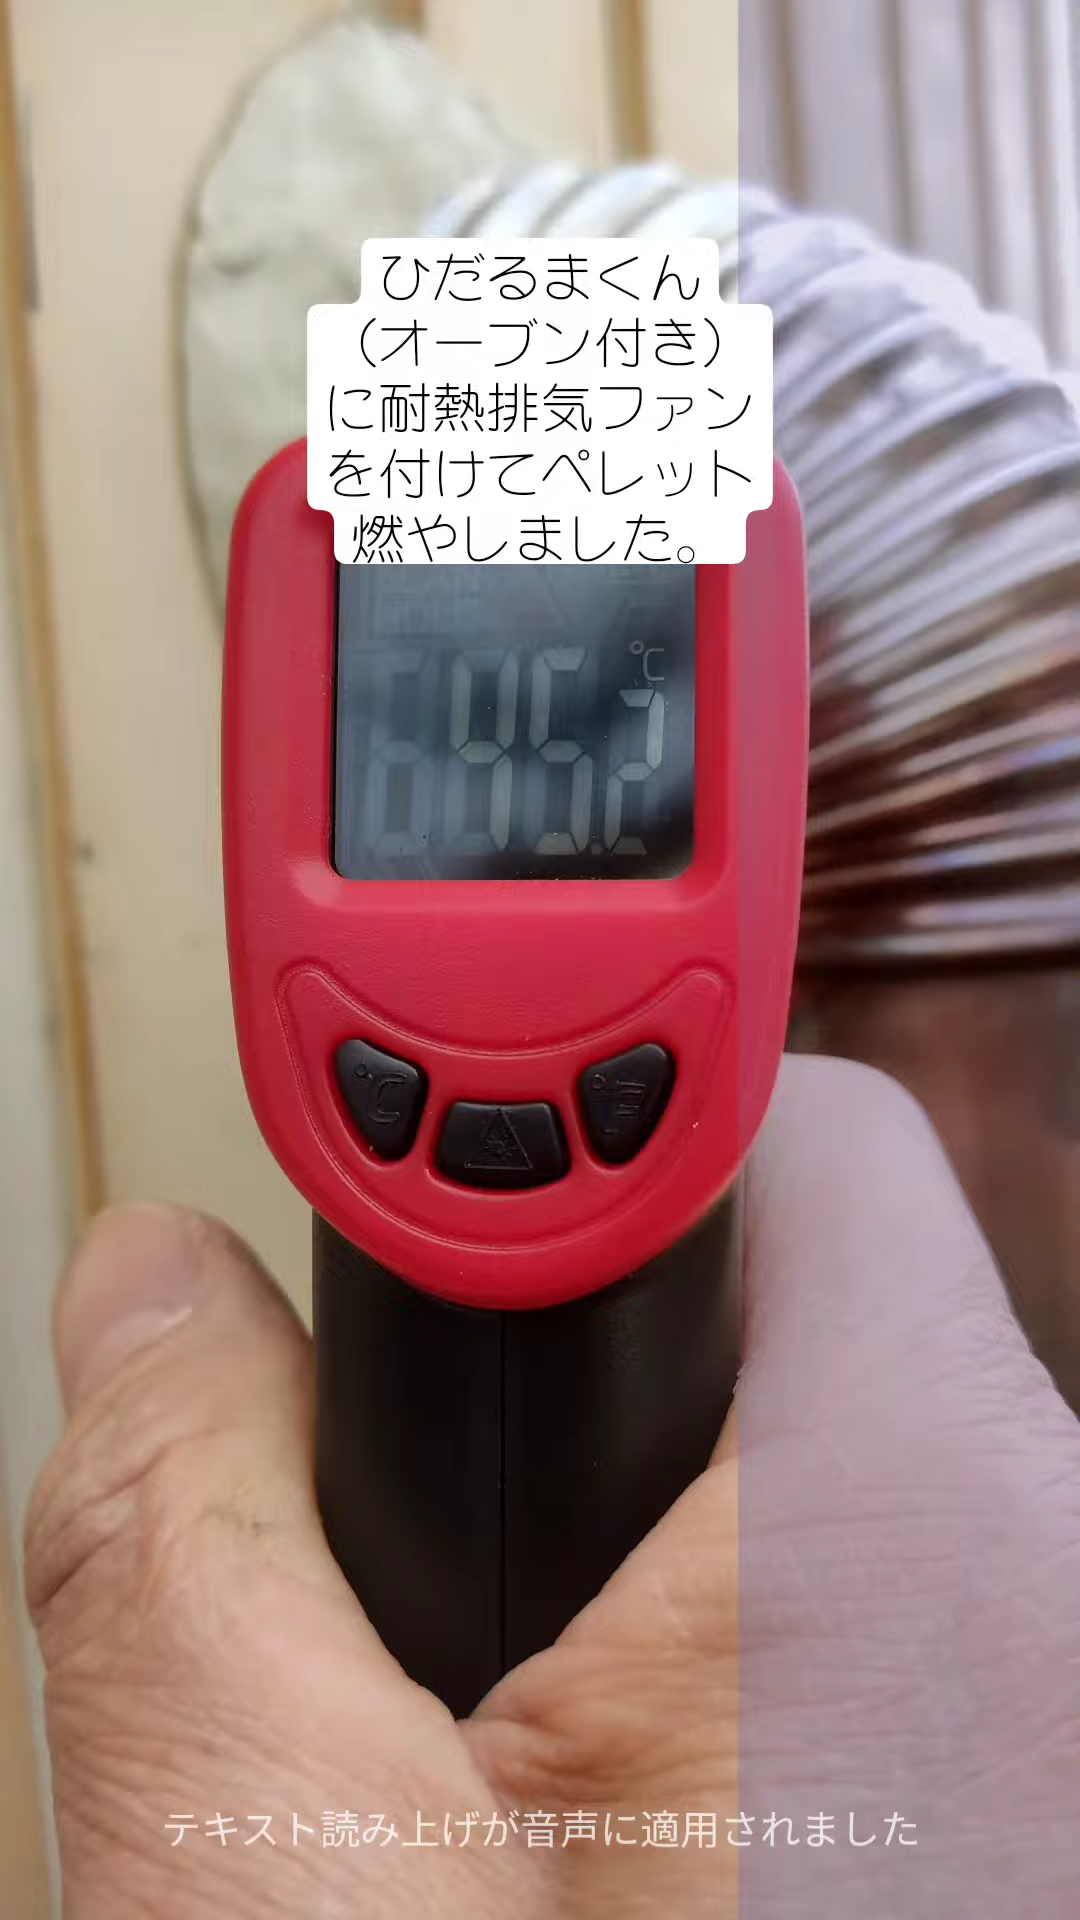 ひだるまくん
（オーブン付き）
に耐熱排気ファン
を付けてペレット
燃やしました。
℃
45.2
℃
°F
テキスト読み上げが音声に適用されました